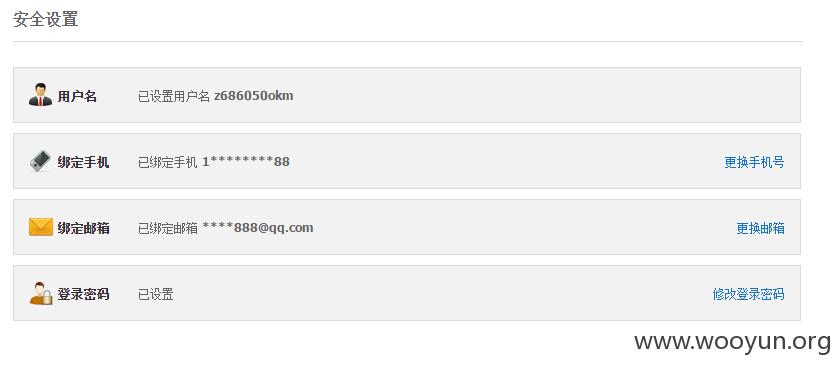 安全设置
用户名 已设置用户名 z686050okm
绑定手机 已绑定手机 1********88 更换手机号
绑定邮箱 已绑定邮箱 ****888@qq.com 更换邮箱
登录密码 已设置 修改登录密码
www.wooyun.org